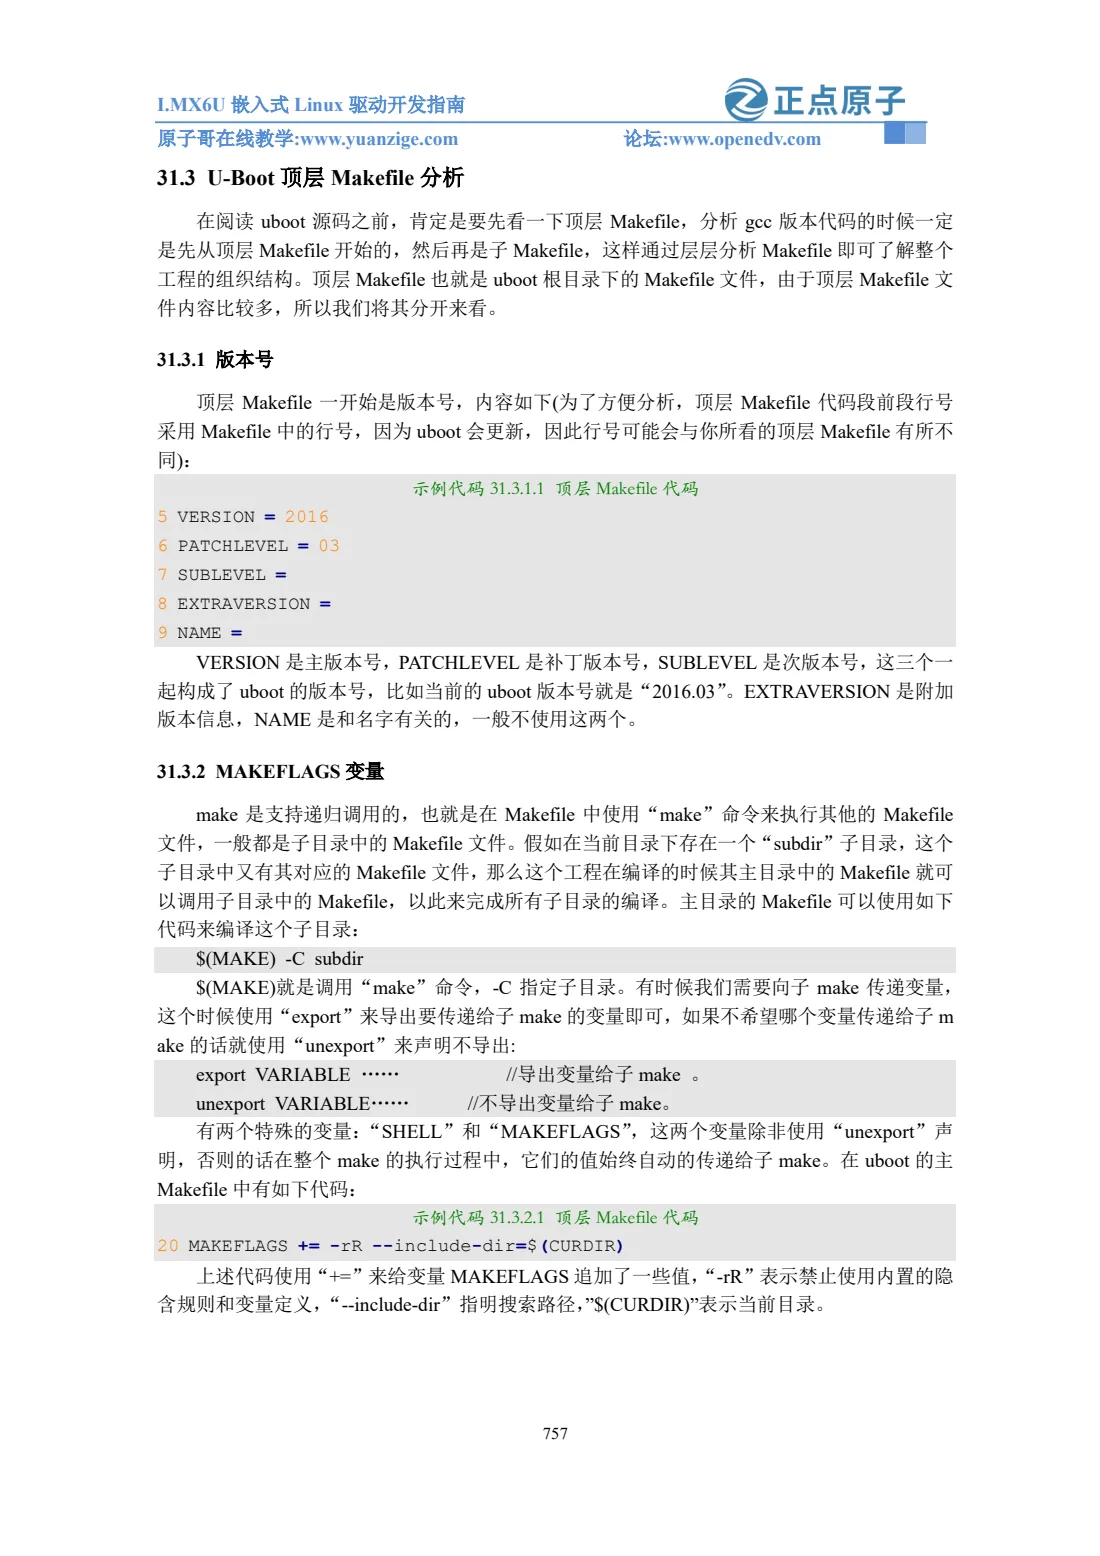 I.MX6U 嵌入式 Linux 驱动开发指南
正点原子
原子哥在线教学:www.yuanzige.com 论坛:www.openedv.com
31.3 U-Boot 顶层 Makefile 分析
在阅读 uboot 源码之前，肯定是要先看一下顶层 Makefile，分析 gcc 版本代码的时候一定
是先从顶层 Makefile 开始的，然后再是子 Makefile，这样通过层层分析 Makefile 即可了解整个
工程的组织结构。顶层 Makefile 也就是 uboot 根目录下的 Makefile 文件，由于顶层 Makefile 文
件内容比较多，所以我们将其分开来看。
31.3.1 版本号
顶层 Makefile 一开始是版本号，内容如下(为了方便分析，顶层 Makefile 代码段前段行号
采用 Makefile 中的行号，因为 uboot 会更新，因此行号可能会与你所看的顶层 Makefile 有所不
同)：
示例代码 31.3.1.1 顶层 Makefile 代码
5 VERSION = 2016
6 PATCHLEVEL = 03
7 SUBLEVEL =
8 EXTRAVERSION =
9 NAME =
VERSION 是主版本号，PATCHLEVEL 是补丁版本号，SUBLEVEL 是次版本号，这三个一
起构成了 uboot 的版本号，比如当前的 uboot 版本号就是“2016.03”。EXTRAVERSION 是附加
版本信息，NAME 是和名字有关的，一般不使用这两个。
31.3.2 MAKEFLAGS 变量
make 是支持递归调用的，也就是在 Makefile 中使用“make”命令来执行其他的 Makefile
文件，一般都是子目录中的 Makefile 文件。假如在当前目录下存在一个“subdir”子目录，这个
子目录中又有其对应的 Makefile 文件，那么这个工程在编译的时候其主目录中的 Makefile 就可
以调用子目录中的 Makefile，以此来完成所有子目录的编译。主目录的 Makefile 可以使用如下
代码来编译这个子目录：
$(MAKE) -C subdir
$(MAKE)就是调用“make”命令，-C 指定子目录。有时候我们需要向子 make 传递变量，
这个时候使用“export”来导出要传递给子 make 的变量即可，如果不希望哪个变量传递给子 m
ake 的话就使用“unexport”来声明不导出:
export VARIABLE …… //导出变量给子 make 。
unexport VARIABLE…… //不导出变量给子 make。
有两个特殊的变量：“SHELL”和“MAKEFLAGS”，这两个变量除非使用“unexport”声
明，否则的话在整个 make 的执行过程中，它们的值始终自动的传递给子 make。在 uboot 的主
Makefile 中有如下代码：
示例代码 31.3.2.1 顶层 Makefile 代码
20 MAKEFLAGS += -rR --include-dir=$(CURDIR)
上述代码使用“+=”来给变量 MAKEFLAGS 追加了一些值，“-rR”表示禁止使用内置的隐
含规则和变量定义，“--include-dir”指明搜索路径，”$(CURDIR)”表示当前目录。
757